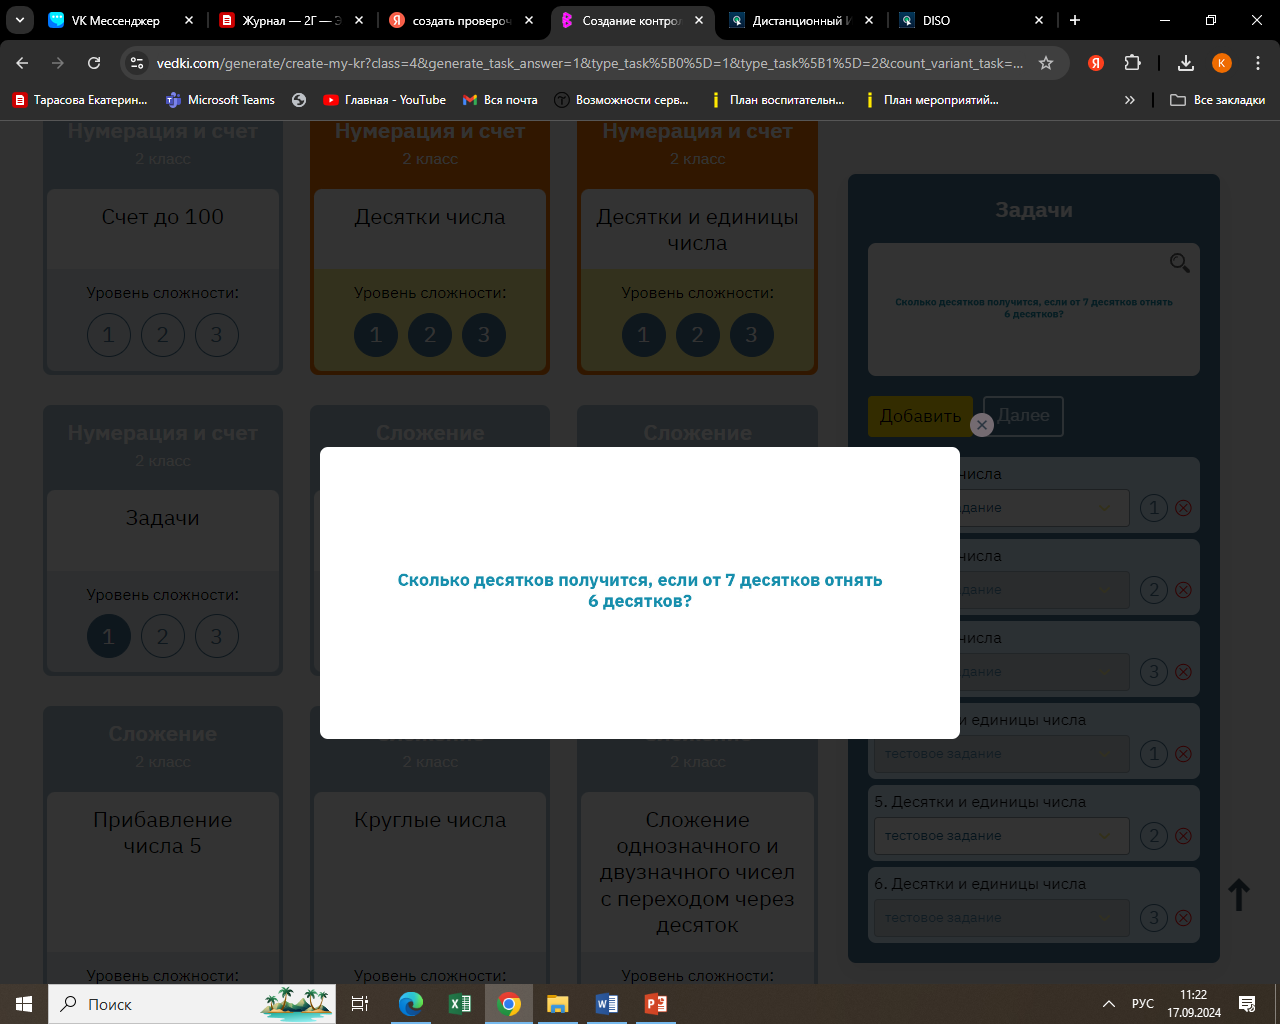 VK Мессенджер
Журнал — 2Г — Э
создать провероч
Создание контро
Дистанционный
DISO
vedki.com/generate/create-my-kr?class=4&generate_task_answer=1&type_task%5B0%5D=1&type_task%5B1%5D=2&count_variant_task=...
Тарасова Екатерин...
Microsoft Teams
Главная - YouTube
Вся почта
Возможности серв...
План воспитательн...
План мероприятий...
Все закладки
Нумерация и счет
2 класс
Счет до 100
Уровень сложности:
1 2 3
Нумерация и счет
2 класс
Десятки числа
Уровень сложности:
1 2 3
Нумерация и счет
2 класс
Десятки и единицы
числа
Уровень сложности:
1 2 3
Нумерация и счет
2 класс
Задачи
Уровень сложности:
1 2 3
Сложение
Сложение
Сколько десятков получится, если от 7 десятков отнять
6 десятков?
Сложение
2 класс
Прибавление
числа 5
Уровень сложности:
2 класс
Круглые числа
Уровень сложности:
2 класс
Сложение
однозначного и
двузначного чисел
с переходом через
десяток
Уровень сложности:
Задачи
Сколько десятков получится, если от 7 десятков отнять
6 десятков?
Добавить
Далее
числа
дание
1
числа
дание
2
числа
дание
3
и единицы числа
тестовое задание
1
5. Десятки и единицы числа
тестовое задание
2
6. Десятки и единицы числа
тестовое задание
3
Поиск
РУС
11:22
17.09.2024